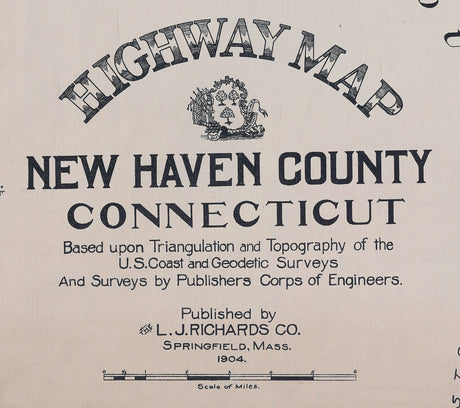 HIGHWAY MAP
NEW HAVEN COUNTY
CONNECTICUT
Based upon Triangulation and Topography of the
U.S. Coast and Geodetic Surveys
And Surveys by Publishers Corps of Engineers.
Published by
THE L.J. RICHARDS CO.
SPRINGFIELD, MASS.
1904.
Scale of Miles.